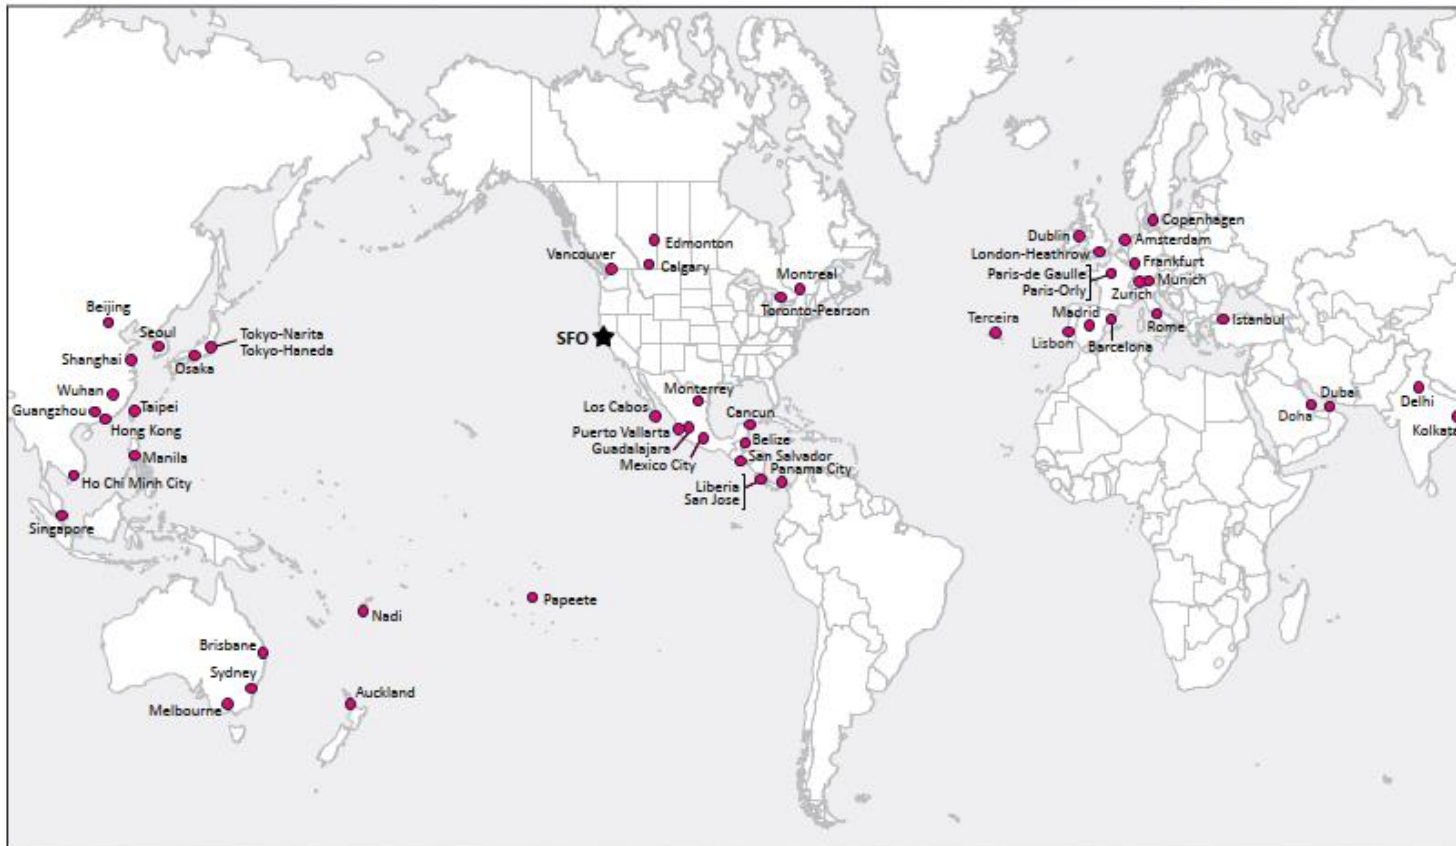 Copenhagen
Dublin
Amsterdam
London-Heathrow
Edmonton
Vancouver
Calgary
Frankfurt
Paris-de Gaulle
Montreal
Munich
Paris-Orly
Zurich
Toronto-Pearson
Beijing
Madrid
Terceira
Istanbul
Rome
Seoul
Tokyo-Narita
SFO
Lisbon
Barcelona
Tokyo-Haneda
Shanghai
Osaka
Wuhan
Monterrey
Dubai
Delhi
Guangzhou
Taipei
Los Cabos
Cancun
Doha
Hong Kong
Puerto Vallarta
Kolkata
Belize
Guadalajara
Manila
San Salvador
Mexico City
Panama City
Ho Chi Minh City
Liberia
San Jose
Singapore
Papeete
Nadi
Brisbane
Sydney
Auckland
Melbourne